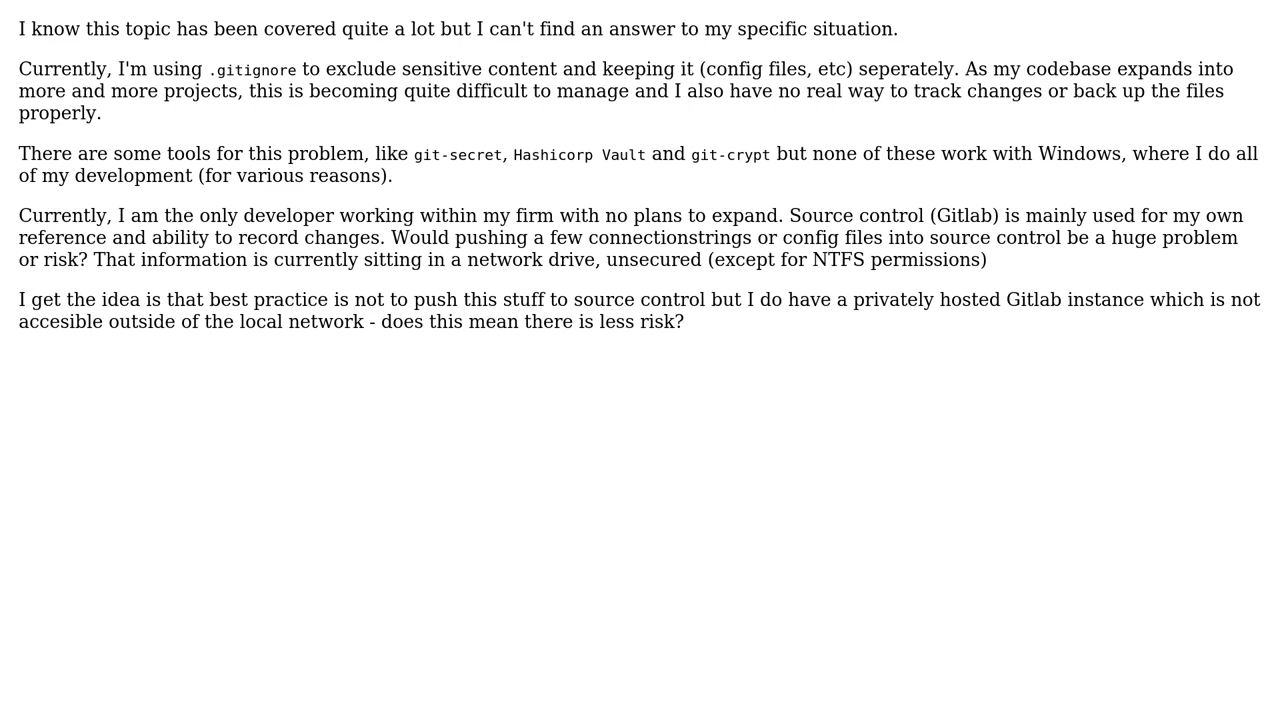 I know this topic has been covered quite a lot but I can't find an answer to my specific situation.
Currently, I'm using .gitignore to exclude sensitive content and keeping it (config files, etc) seperately. As my codebase expands into
more and more projects, this is becoming quite difficult to manage and I also have no real way to track changes or back up the files
properly.
There are some tools for this problem, like git-secret, Hashicorp Vault and git-crypt but none of these work with Windows, where I do all
of my development (for various reasons).
Currently, I am the only developer working within my firm with no plans to expand. Source control (Gitlab) is mainly used for my own
reference and ability to record changes. Would pushing a few connectionstrings or config files into source control be a huge problem
or risk? That information is currently sitting in a network drive, unsecured (except for NTFS permissions)
I get the idea is that best practice is not to push this stuff to source control but I do have a privately hosted Gitlab instance which is not
accesible outside of the local network - does this mean there is less risk?